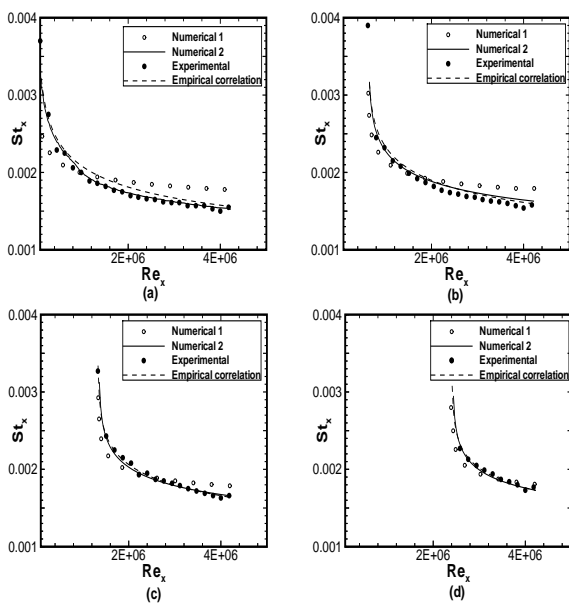 0.004
Numerical 1
Numerical 2
Experimental
Empirical correlation
0.003
St_x
0.002
0.001
2E+06 4E+06
Re_x
(a)
0.004
Numerical 1
Numerical 2
Experimental
Empirical correlation
0.003
St_x
0.002
0.001
2E+06 4E+06
Re_x
(b)
0.004
Numerical 1
Numerical 2
Experimental
Empirical correlation
0.003
St_x
0.002
0.001
2E+06 4E+06
Re_x
(c)
0.004
Numerical 1
Numerical 2
Experimental
Empirical correlation
0.003
St_x
0.002
0.001
2E+06 4E+06
Re_x
(d)